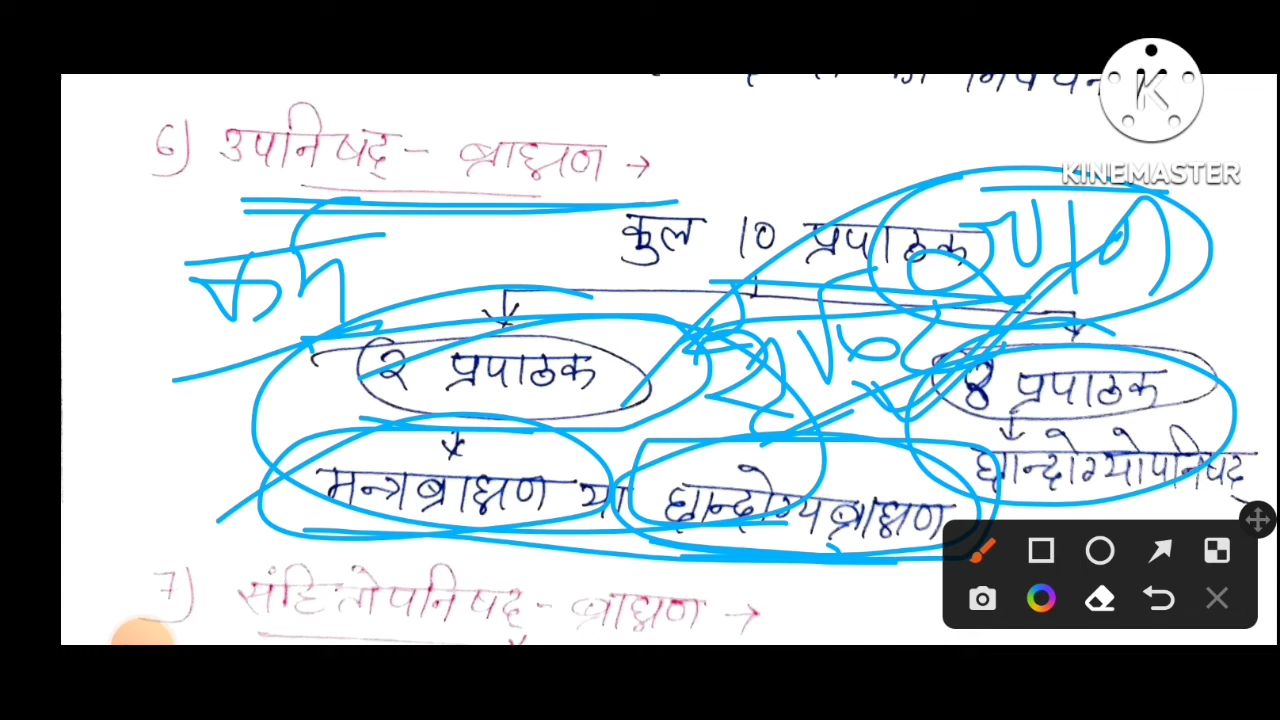 KINEMASTER
6) उपनिषद् - ब्राह्मण →
कुल 10 प्रपाठक
२ प्रपाठक
8 प्रपाठक
मन्त्रब्राह्मण या छान्दोग्यब्राह्मण
छान्दोग्योपनिषद्
7) संहितोपनिषद् - ब्राह्मण →